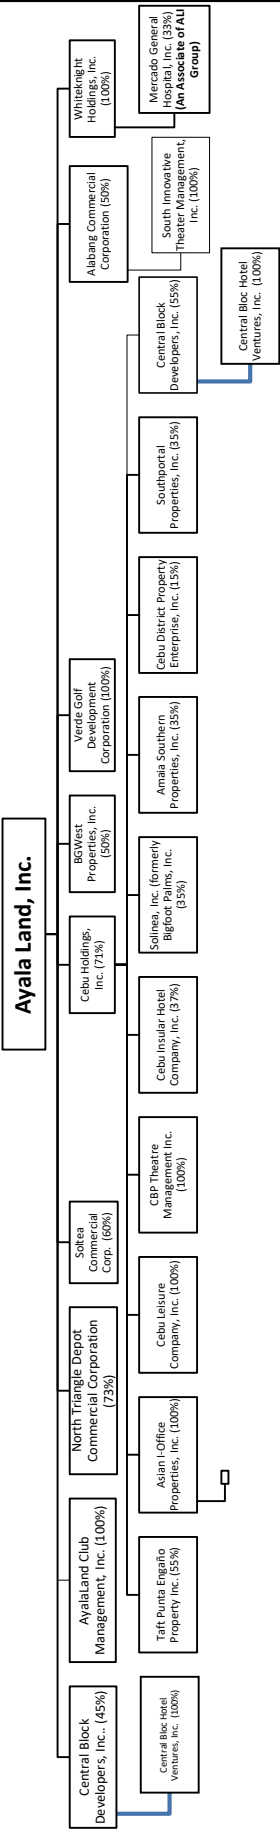 Ayala Land, Inc.
Central Block
Developers, Inc.. (45%)
AyalaLand Club
Management, Inc. (100%)
North Triangle Depot
Commercial Corporation
(73%)
Soltea
Commercial
Corp. (60%)
Cebu Holdings,
Inc. (71%)
BGWest
Properties, Inc.
(50%)
Verde Golf
Development
Corporation (100%)
Alabang Commercial
Corporation (50%)
Whiteknight
Holdings, Inc.
(100%)
Central Bloc Hotel
Ventures, Inc. (100%)
Taft Punta Engaño
Property Inc. (55%)
Asian I-Office
Properties, Inc. (100%)
Cebu Leisure
Company, Inc. (100%)
CBP Theatre
Management Inc.
(100%)
Cebu Insular Hotel
Company, Inc. (37%)
Solinea, Inc. (formerly
Bigfoot Palms, Inc.
(35%)
Amaia Southern
Properties, Inc. (35%)
Cebu District Property
Enterprise, Inc. (15%)
Southportal
Properties, Inc. (35%)
Central Block
Developers, Inc. (55%)
South Innovative
Theater Management,
Inc. (100%)
Mercado General
Hospital, Inc. (33%)
(An Associate of ALI
Group)
Central Bloc Hotel
Ventures, Inc. (100%)